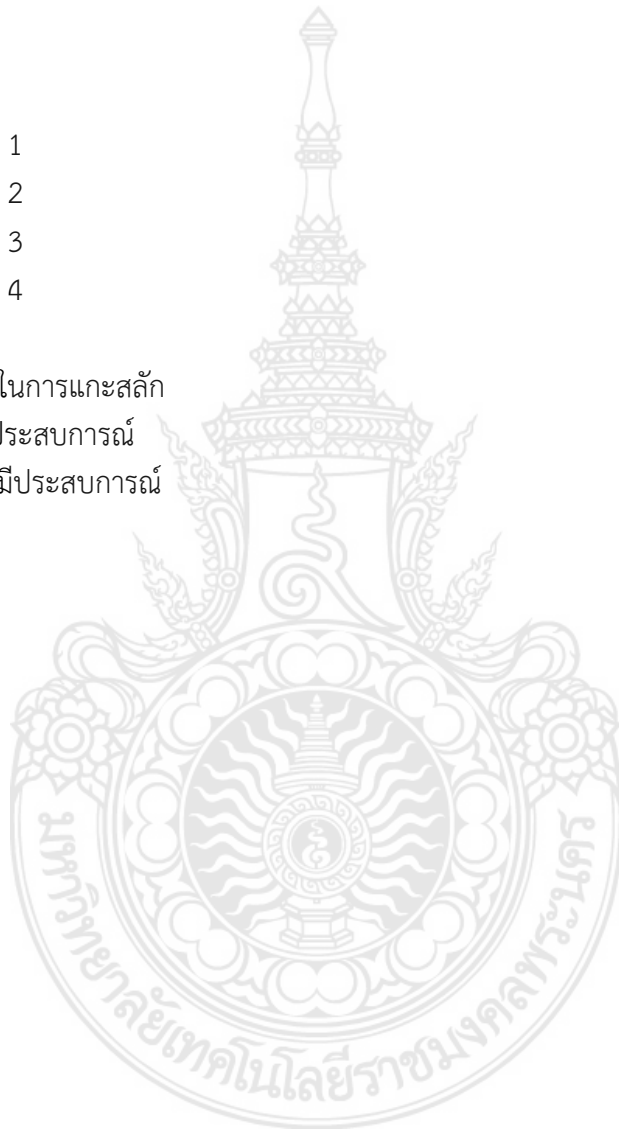 1
2
3
4
ในการแกะสลัก
ประสบการณ์
มีประสบการณ์
มหาวิทยาลัยเทคโนโลยีราชมงคลพระนคร